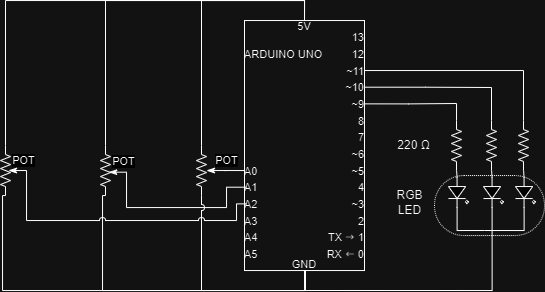 5V
13
ARDUINO UNO
12
~11
~10
~9
8
220 Ω
7
~6
POT
POT
POT
A0
~5
A1
4
RGB
LED
A2
~3
A3
2
A4
TX → 1
A5
RX ← 0
GND